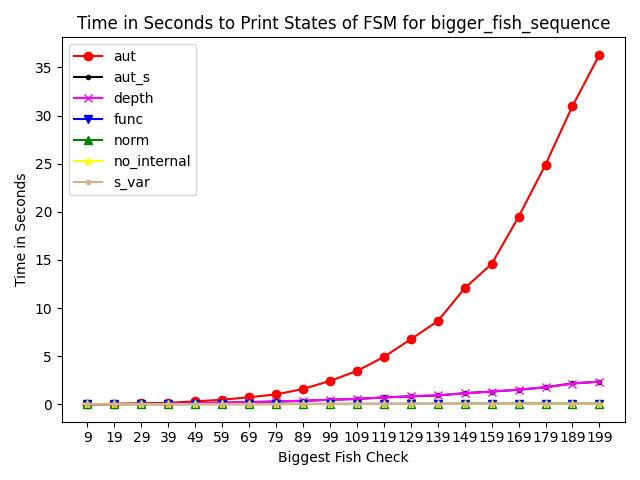 Time in Seconds to Print States of FSM for bigger_fish_sequence
aut
aut_s
depth
func
norm
no_internal
s_var
Time in Seconds
35
30
25
20
15
10
5
0
9 19 29 39 49 59 69 79 89 99 109 119 129 139 149 159 169 179 189 199
Biggest Fish Check